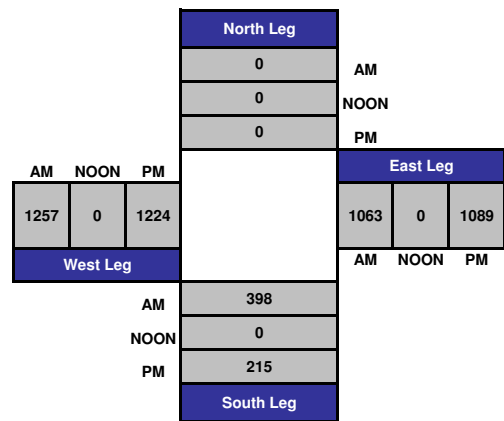 North Leg
0
AM
0
NOON
0
PM
AM NOON PM
East Leg
1257 0 1224
1063 0 1089
West Leg
AM NOON PM
AM
398
NOON
0
PM
215
South Leg